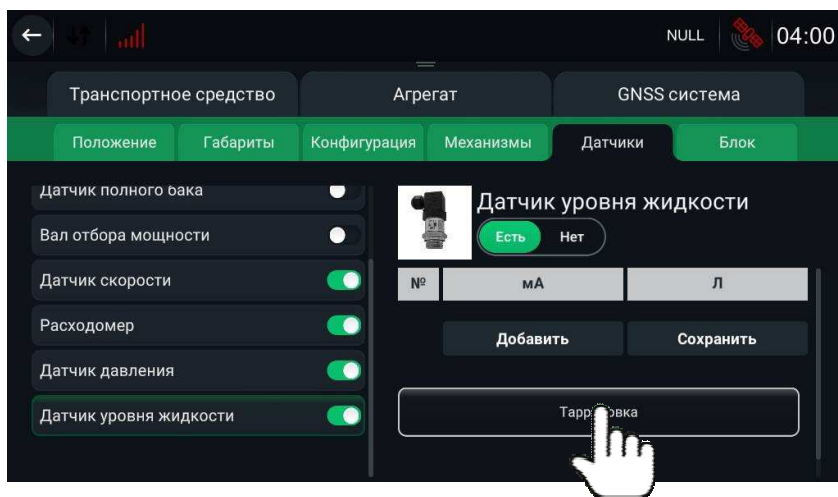 NULL 04:00
Транспортное средство Агрегат GNSS система
Положение Габариты Конфигурация Механизмы Датчики Блок
Датчик полного бака
Вал отбора мощности
Датчик скорости
Расходомер
Датчик давления
Датчик уровня жидкости
Датчик уровня жидкости
Есть Нет
№ мА Л
Добавить Сохранить